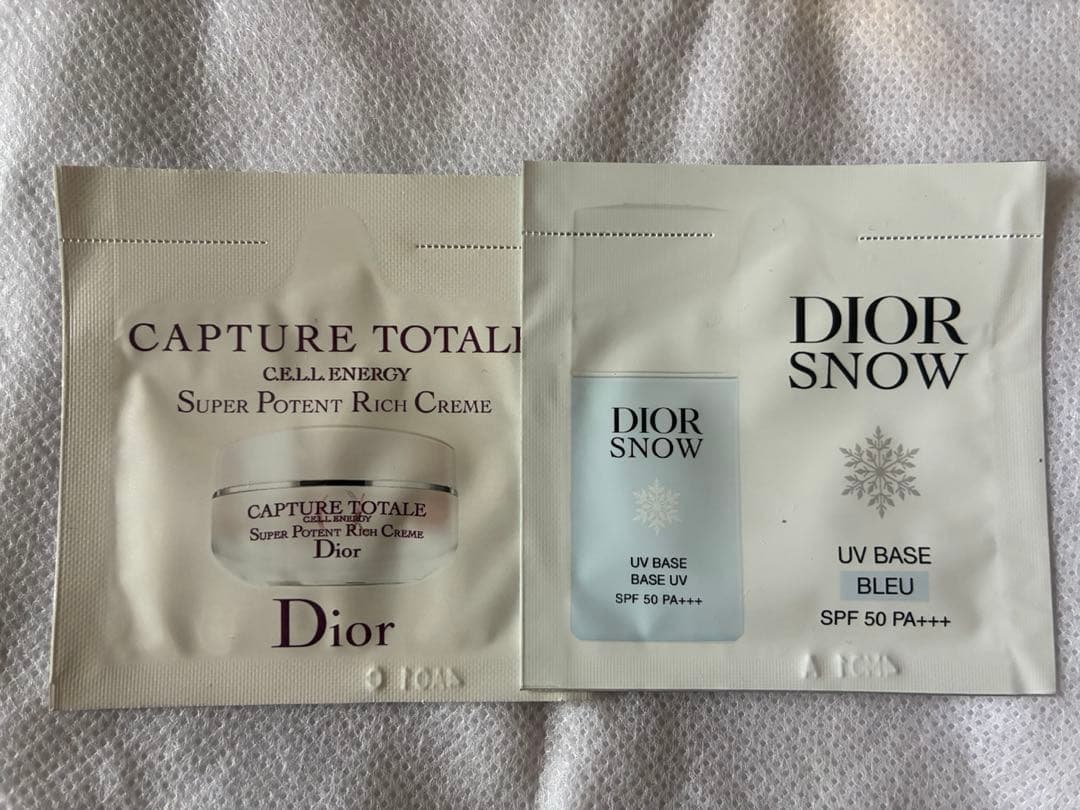 CAPTURE TOTALE
C.E.L.L. ENERGY
SUPER POTENT RICH CREME
CAPTURE TOTALE
C.E.L.L. ENERGY
SUPER POTENT RICH CREME
Dior
Dior
DIOR
SNOW
UV BASE
BASE UV
SPF 50 PA+++
DIOR
SNOW
UV BASE
BLEU
SPF 50 PA+++